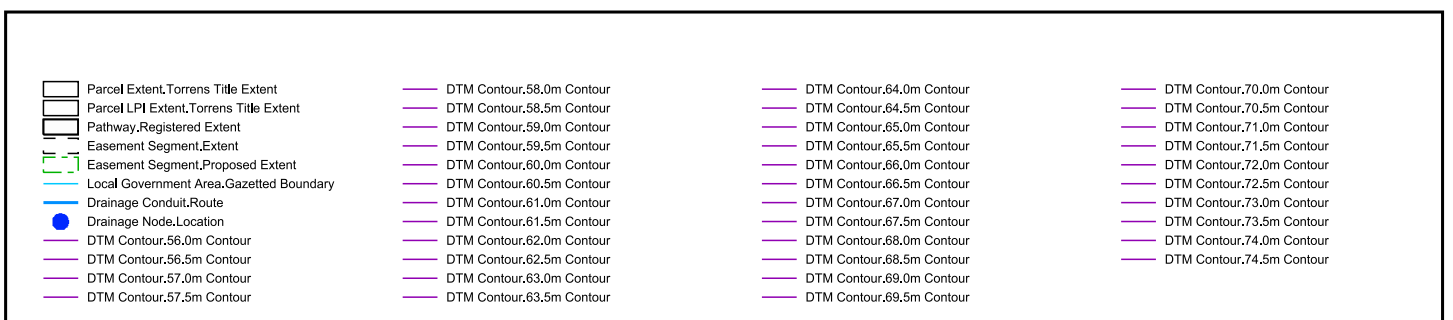 Parcel Extent.Torrens Title Extent
Parcel LPI Extent.Torrens Title Extent
Pathway.Registered Extent
Easement Segment.Extent
Easement Segment.Proposed Extent
Local Government Area.Gazetted Boundary
Drainage Conduit.Route
Drainage Node.Location
DTM Contour.56.0m Contour
DTM Contour.56.5m Contour
DTM Contour.57.0m Contour
DTM Contour.57.5m Contour
DTM Contour.58.0m Contour
DTM Contour.58.5m Contour
DTM Contour.59.0m Contour
DTM Contour.59.5m Contour
DTM Contour.60.0m Contour
DTM Contour.60.5m Contour
DTM Contour.61.0m Contour
DTM Contour.61.5m Contour
DTM Contour.62.0m Contour
DTM Contour.62.5m Contour
DTM Contour.63.0m Contour
DTM Contour.63.5m Contour
DTM Contour.64.0m Contour
DTM Contour.64.5m Contour
DTM Contour.65.0m Contour
DTM Contour.65.5m Contour
DTM Contour.66.0m Contour
DTM Contour.66.5m Contour
DTM Contour.67.0m Contour
DTM Contour.67.5m Contour
DTM Contour.68.0m Contour
DTM Contour.68.5m Contour
DTM Contour.69.0m Contour
DTM Contour.69.5m Contour
DTM Contour.70.0m Contour
DTM Contour.70.5m Contour
DTM Contour.71.0m Contour
DTM Contour.71.5m Contour
DTM Contour.72.0m Contour
DTM Contour.72.5m Contour
DTM Contour.73.0m Contour
DTM Contour.73.5m Contour
DTM Contour.74.0m Contour
DTM Contour.74.5m Contour